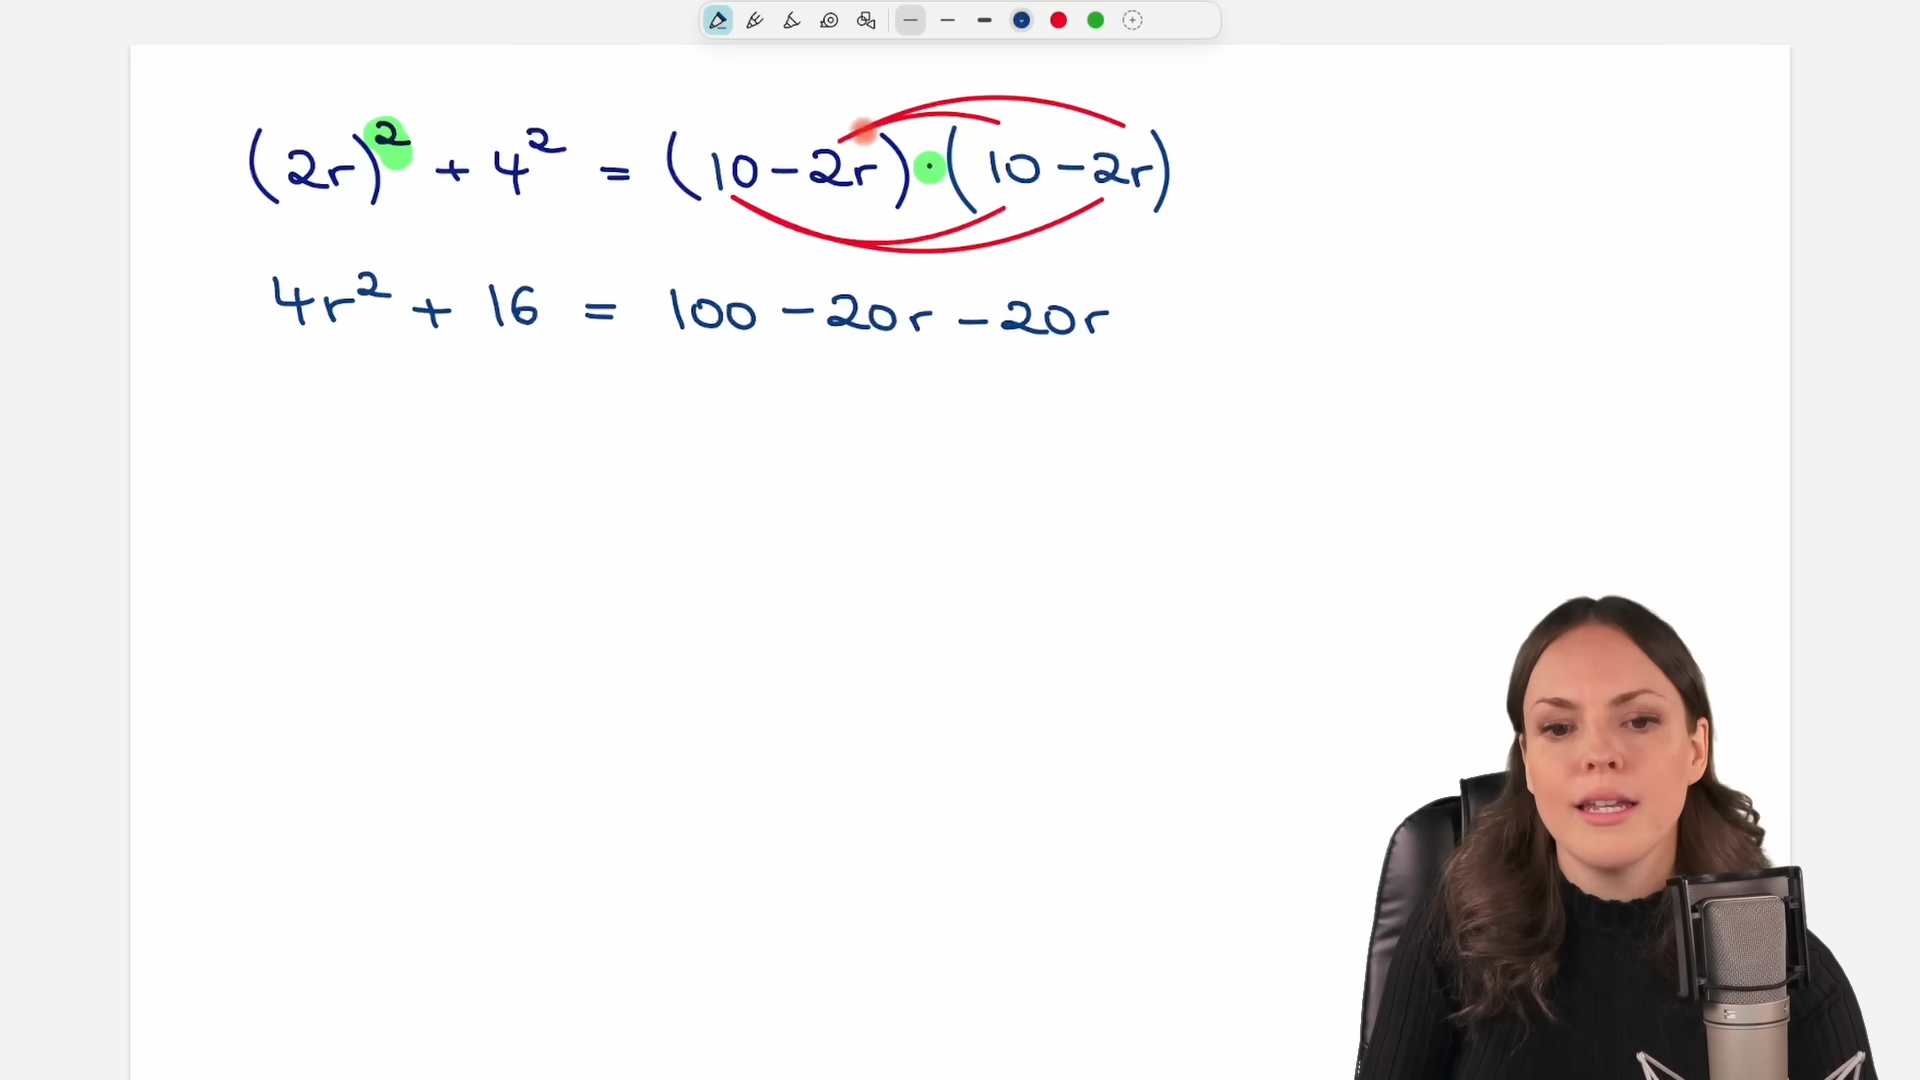 (2r)² + 4² = (10 - 2r) · (10 - 2r)
4r² + 16 = 100 - 20r - 20r